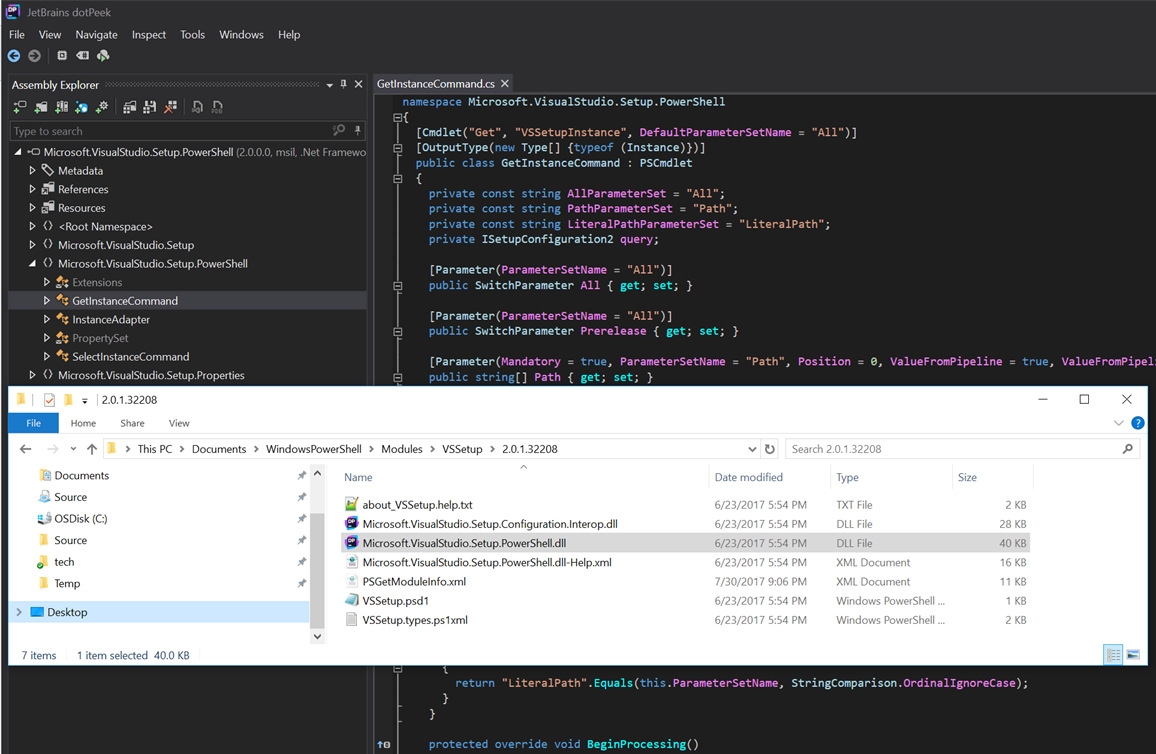 JetBrains dotPeek
File View Navigate Inspect Tools Windows Help
Assembly Explorer
Type to search
Microsoft.VisualStudio.Setup.PowerShell (2.0.0.0, msil, .Net Framewo
Metadata
References
Resources
<Root Namespace>
Microsoft.VisualStudio.Setup
Microsoft.VisualStudio.Setup.PowerShell
Extensions
GetInstanceCommand
InstanceAdapter
PropertySet
SelectInstanceCommand
Microsoft.VisualStudio.Setup.Properties
GetInstanceCommand.cs
namespace Microsoft.VisualStudio.Setup.PowerShell
{
[Cmdlet("Get", "VSSetupInstance", DefaultParameterSetName = "All")]
[OutputType(new Type[] {typeof (Instance)})]
public class GetInstanceCommand : PSCmdlet
{
private const string AllParameterSet = "All";
private const string PathParameterSet = "Path";
private const string LiteralPathParameterSet = "LiteralPath";
private ISetupConfiguration2 query;
[Parameter(ParameterSetName = "All")]
public SwitchParameter All { get; set; }
[Parameter(ParameterSetName = "All")]
public SwitchParameter Prerelease { get; set; }
[Parameter(Mandatory = true, ParameterSetName = "Path", Position = 0, ValueFromPipeline = true, ValueFromPipel
public string[] Path { get; set; }
2.0.1.32208
File Home Share View
This PC > Documents > WindowsPowerShell > Modules > VSSetup > 2.0.1.32208
Search 2.0.1.32208
Documents
Source
OSDisk (C:)
Source
tech
Temp
Desktop
Name Date modified Type Size
about_VSSetup.help.txt 6/23/2017 5:54 PM TXT File 2 KB
Microsoft.VisualStudio.Setup.Configuration.Interop.dll 6/23/2017 5:54 PM DLL File 28 KB
Microsoft.VisualStudio.Setup.PowerShell.dll 6/23/2017 5:54 PM DLL File 40 KB
Microsoft.VisualStudio.Setup.PowerShell.dll-Help.xml 6/23/2017 5:54 PM XML Document 16 KB
PSGetModuleInfo.xml 7/30/2017 9:06 PM XML Document 11 KB
VSSetup.psd1 6/23/2017 5:54 PM Windows PowerShell ... 1 KB
VSSetup.types.ps1xml 6/23/2017 5:54 PM Windows PowerShell ... 2 KB
7 items 1 item selected 40.0 KB
{
return "LiteralPath".Equals(this.ParameterSetName, StringComparison.OrdinalIgnoreCase);
}
}
protected override void BeginProcessing()